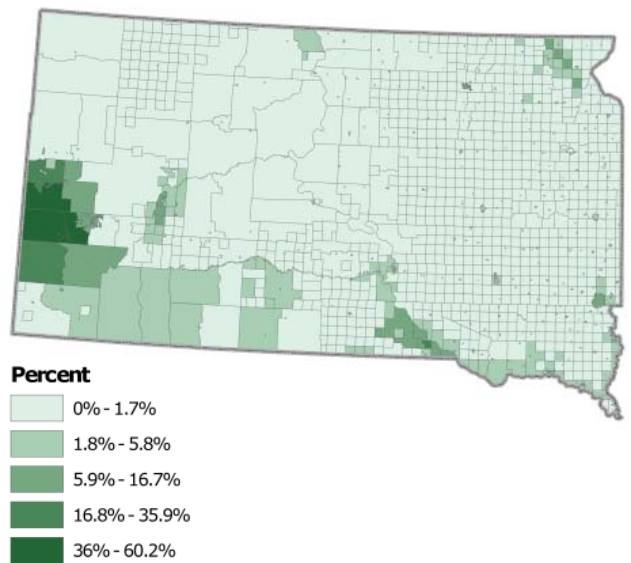 Percent
0% - 1.7%
1.8% - 5.8%
5.9% - 16.7%
16.8% - 35.9%
36% - 60.2%